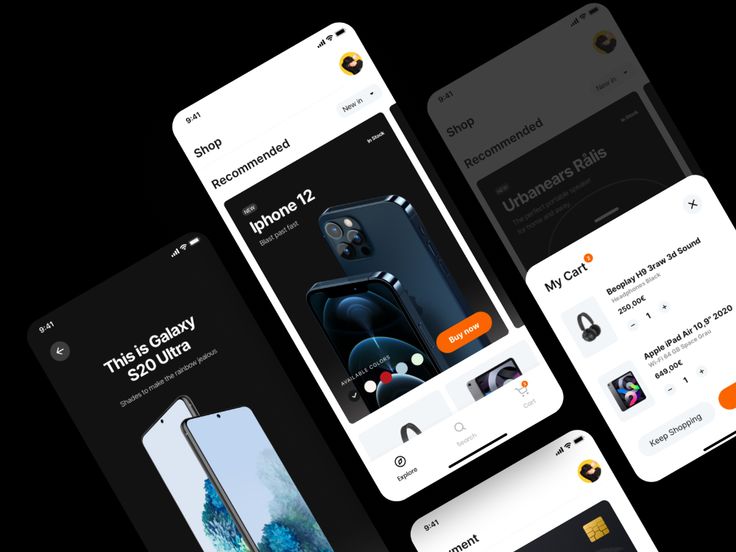 9:41
This is Galaxy
S20 Ultra
Shades to make the rainbow jealous
9:41
Shop
Recommended
New in
In Stock
NEW
Iphone 12
Blast past fast
AVAILABLE COLORS
Buy now
Explore
Search
Cart
9:41
Shop
Recommended
New in
In Stock
NEW
Urbanears Rålis
The perfect portable speaker
for home and away.
My Cart
Beoplay H9 3raw 3d Sound
Headphones Black
250,00€
− 1 +
Apple iPad Air 10,9" 2020
Wi-Fi 64 GB Space Grau
649,00€
− 1 +
Keep Shopping
9:41
yment